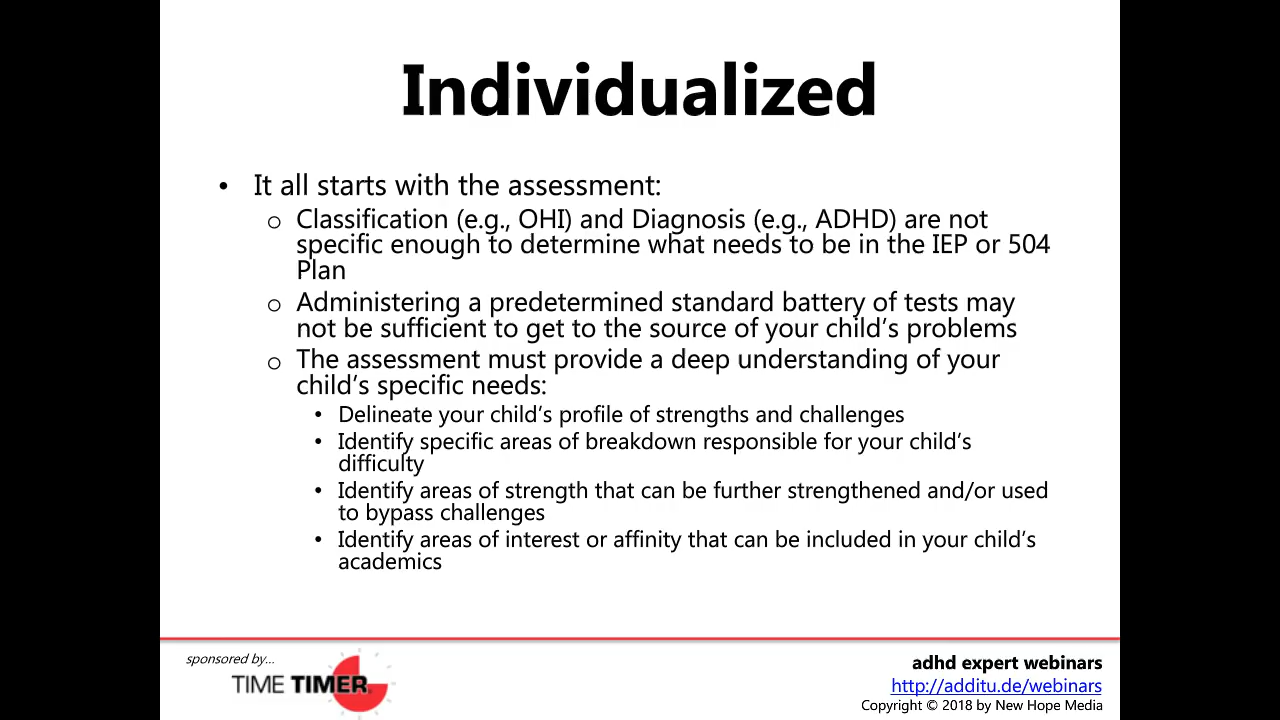 Individualized
• It all starts with the assessment:
o Classification (e.g., OHI) and Diagnosis (e.g., ADHD) are not
specific enough to determine what needs to be in the IEP or 504
Plan
o Administering a predetermined standard battery of tests may
not be sufficient to get to the source of your child’s problems
o The assessment must provide a deep understanding of your
child’s specific needs:
• Delineate your child’s profile of strengths and challenges
• Identify specific areas of breakdown responsible for your child’s
difficulty
• Identify areas of strength that can be further strengthened and/or used
to bypass challenges
• Identify areas of interest or affinity that can be included in your child’s
academics
sponsored by...
TIME TIMER
adhd expert webinars
http://additu.de/webinars
Copyright © 2018 by New Hope Media